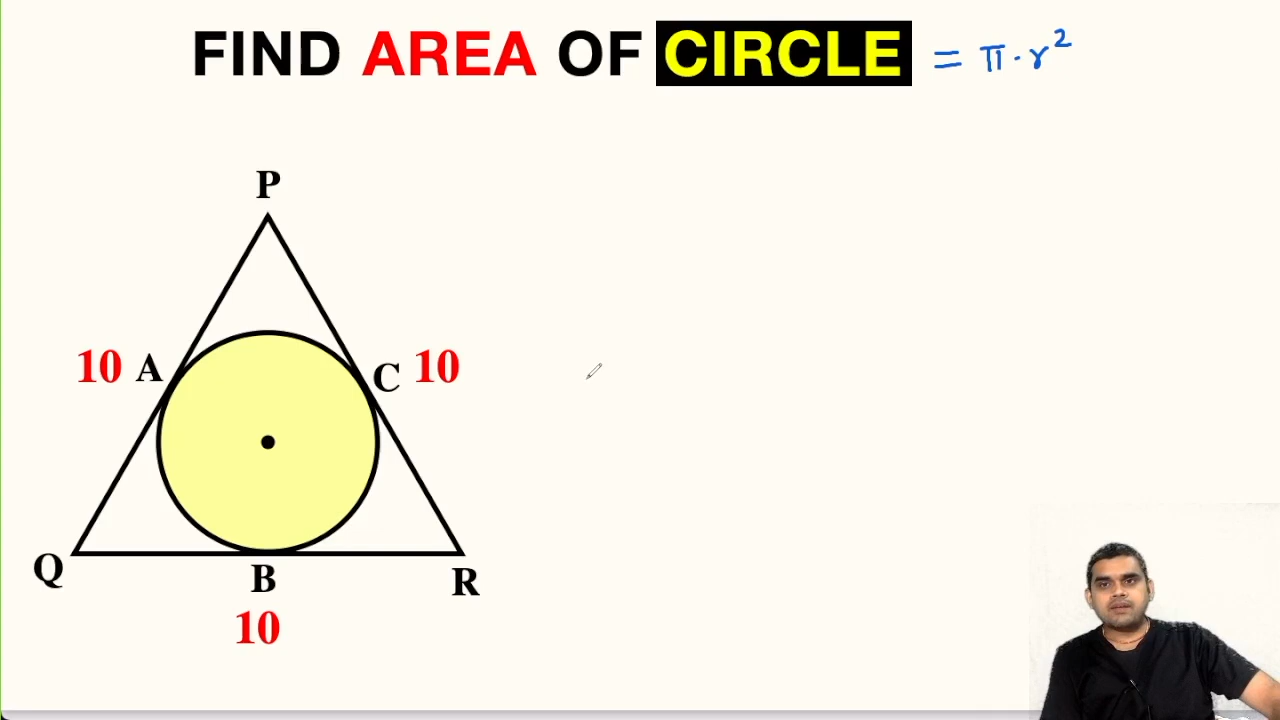 FIND AREA OF CIRCLE = π·r²
P
10 A C 10
Q B R
10